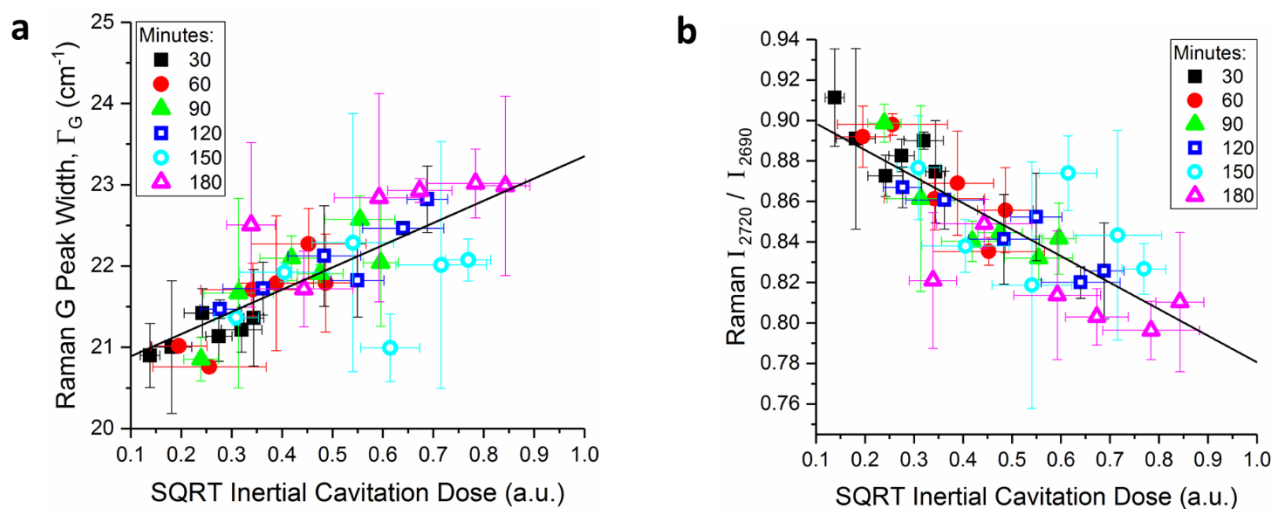 a
Raman G Peak Width, Γ_G (cm⁻¹)
25
24
23
22
21
20
Minutes:
30
60
90
120
150
180
0.1 0.2 0.3 0.4 0.5 0.6 0.7 0.8 0.9 1.0
SQRT Inertial Cavitation Dose (a.u.)
b
Raman I_2720 / I_2690
0.94
0.92
0.90
0.88
0.86
0.84
0.82
0.80
0.78
0.76
Minutes:
30
60
90
120
150
180
0.1 0.2 0.3 0.4 0.5 0.6 0.7 0.8 0.9 1.0
SQRT Inertial Cavitation Dose (a.u.)